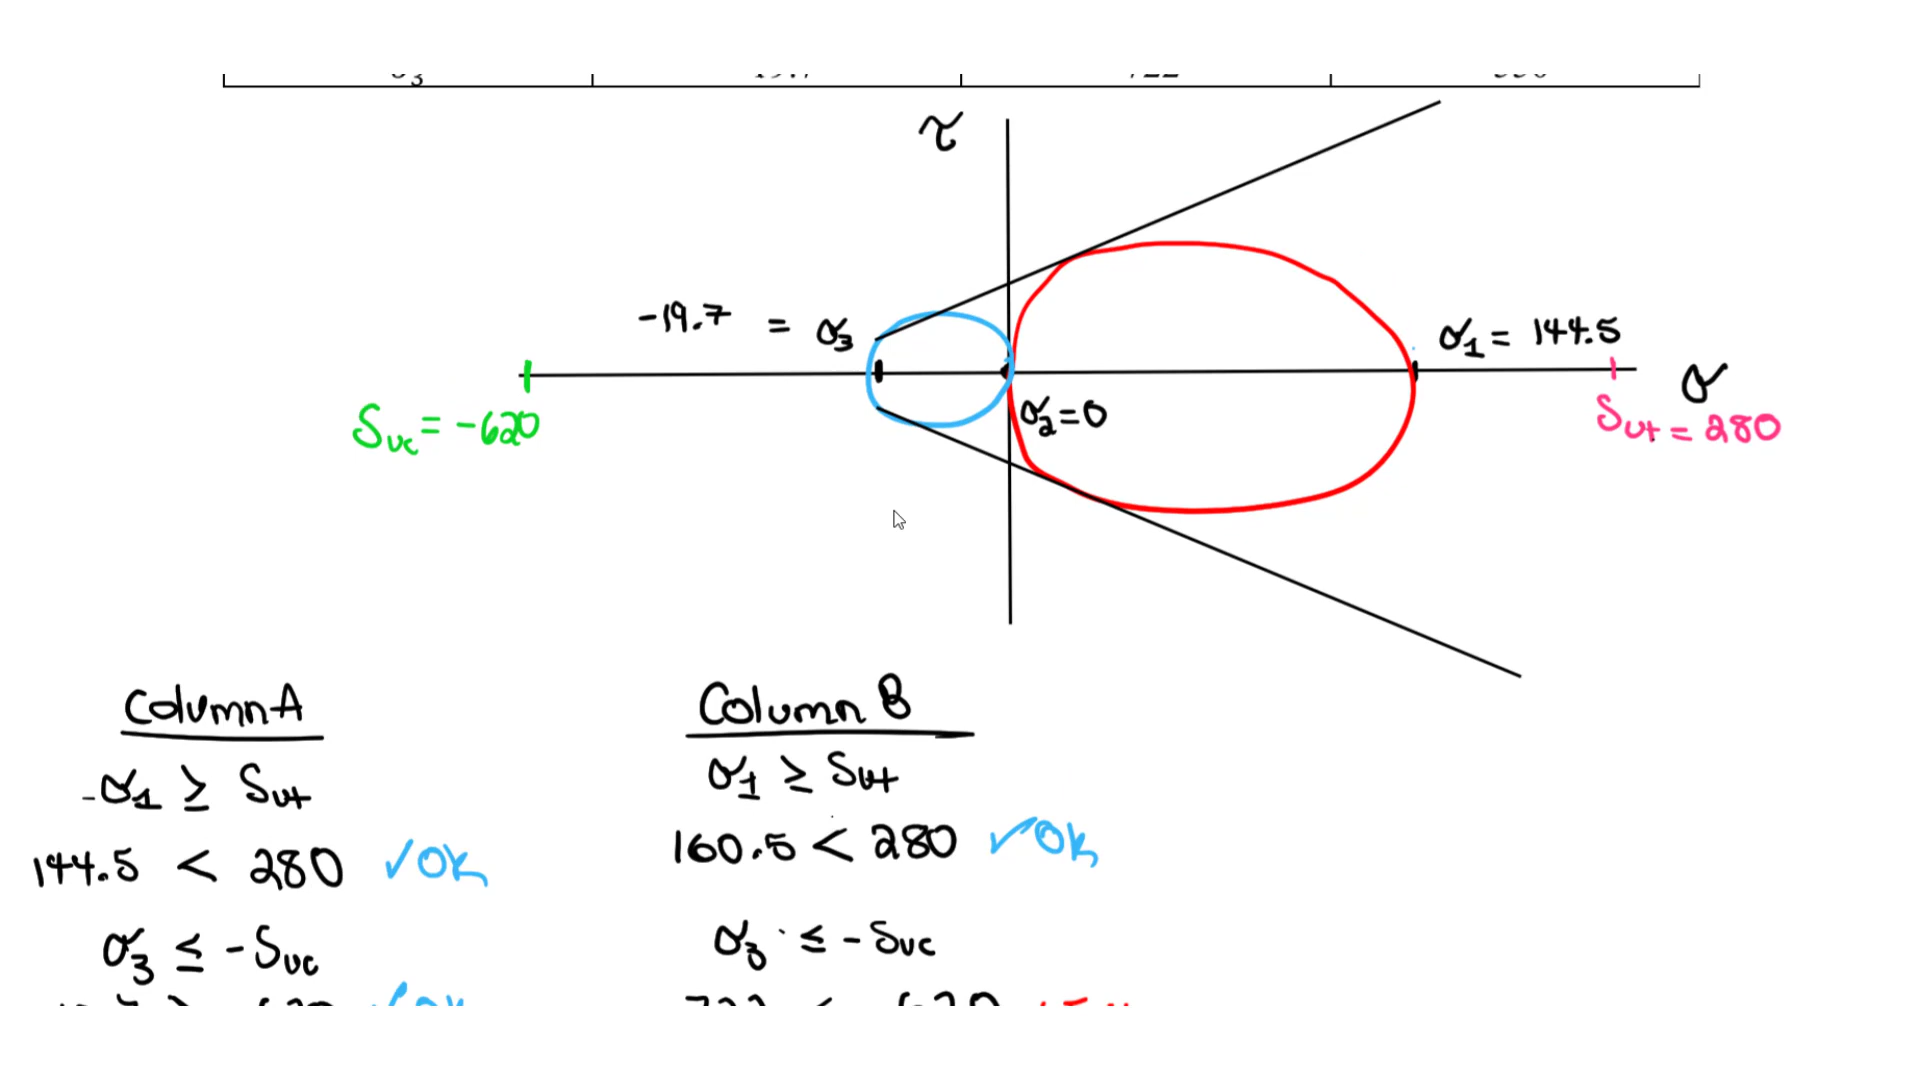 τ
-19.7 = σ3
σ1 = 144.5
σ
Suc = -620
σ2=0
Sut = 280
Column A
Column B
-σ1 ≥ Sut
σ1 ≥ Sut
144.5 < 280 ✓OK
160.5 < 280 ✓OK
σ3 ≤ -Suc
σ3 ≤ -Suc